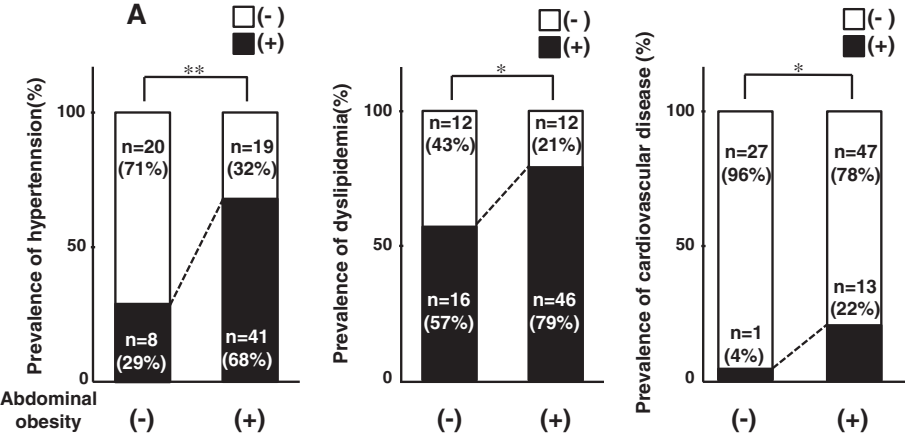 A
(-)
(+)
**
Prevalence of hypertennsion(%)
100
50
0
n=20
(71%)
n=19
(32%)
n=8
(29%)
n=41
(68%)
(-)
(+)
*
Prevalence of dyslipidemia(%)
100
50
0
n=12
(43%)
n=12
(21%)
n=16
(57%)
n=46
(79%)
(-)
(+)
*
Prevalence of cardiovascular disease (%)
100
50
0
n=27
(96%)
n=47
(78%)
n=1
(4%)
n=13
(22%)
Abdominal
obesity
(-)
(+)
(-)
(+)
(-)
(+)